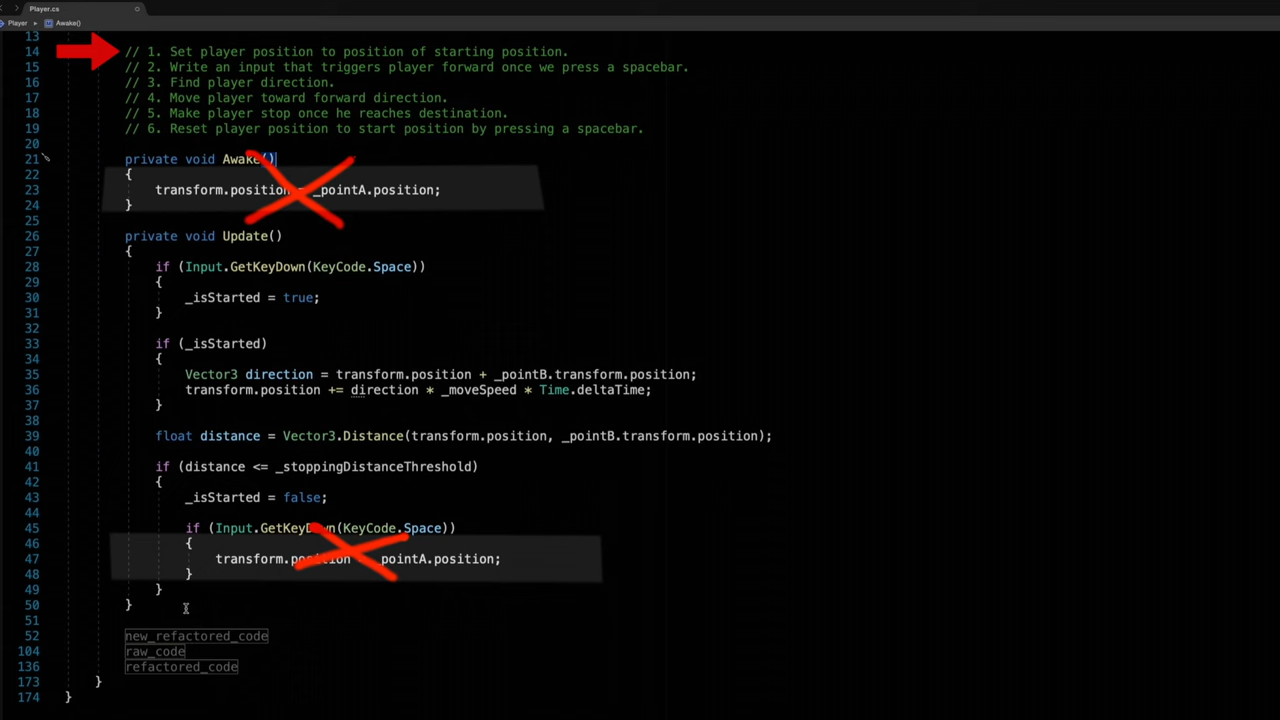 Player.cs
Player ▸ Awake()
13
14 // 1. Set player position to position of starting position.
15 // 2. Write an input that triggers player forward once we press a spacebar.
16 // 3. Find player direction.
17 // 4. Move player toward forward direction.
18 // 5. Make player stop once he reaches destination.
19 // 6. Reset player position to start position by pressing a spacebar.
20
21 private void Awake()
22 {
23 transform.position = _pointA.position;
24 }
25
26 private void Update()
27 {
28 if (Input.GetKeyDown(KeyCode.Space))
29 {
30 _isStarted = true;
31 }
32
33 if (_isStarted)
34 {
35 Vector3 direction = transform.position + _pointB.transform.position;
36 transform.position += direction * _moveSpeed * Time.deltaTime;
37 }
38
39 float distance = Vector3.Distance(transform.position, _pointB.transform.position);
40
41 if (distance <= _stoppingDistanceThreshold)
42 {
43 _isStarted = false;
44
45 if (Input.GetKeyDown(KeyCode.Space))
46 {
47 transform.position = _pointA.position;
48 }
49 }
50 }
51
52 new_refactored_code
104 raw_code
136 refactored_code
173 }
174 }